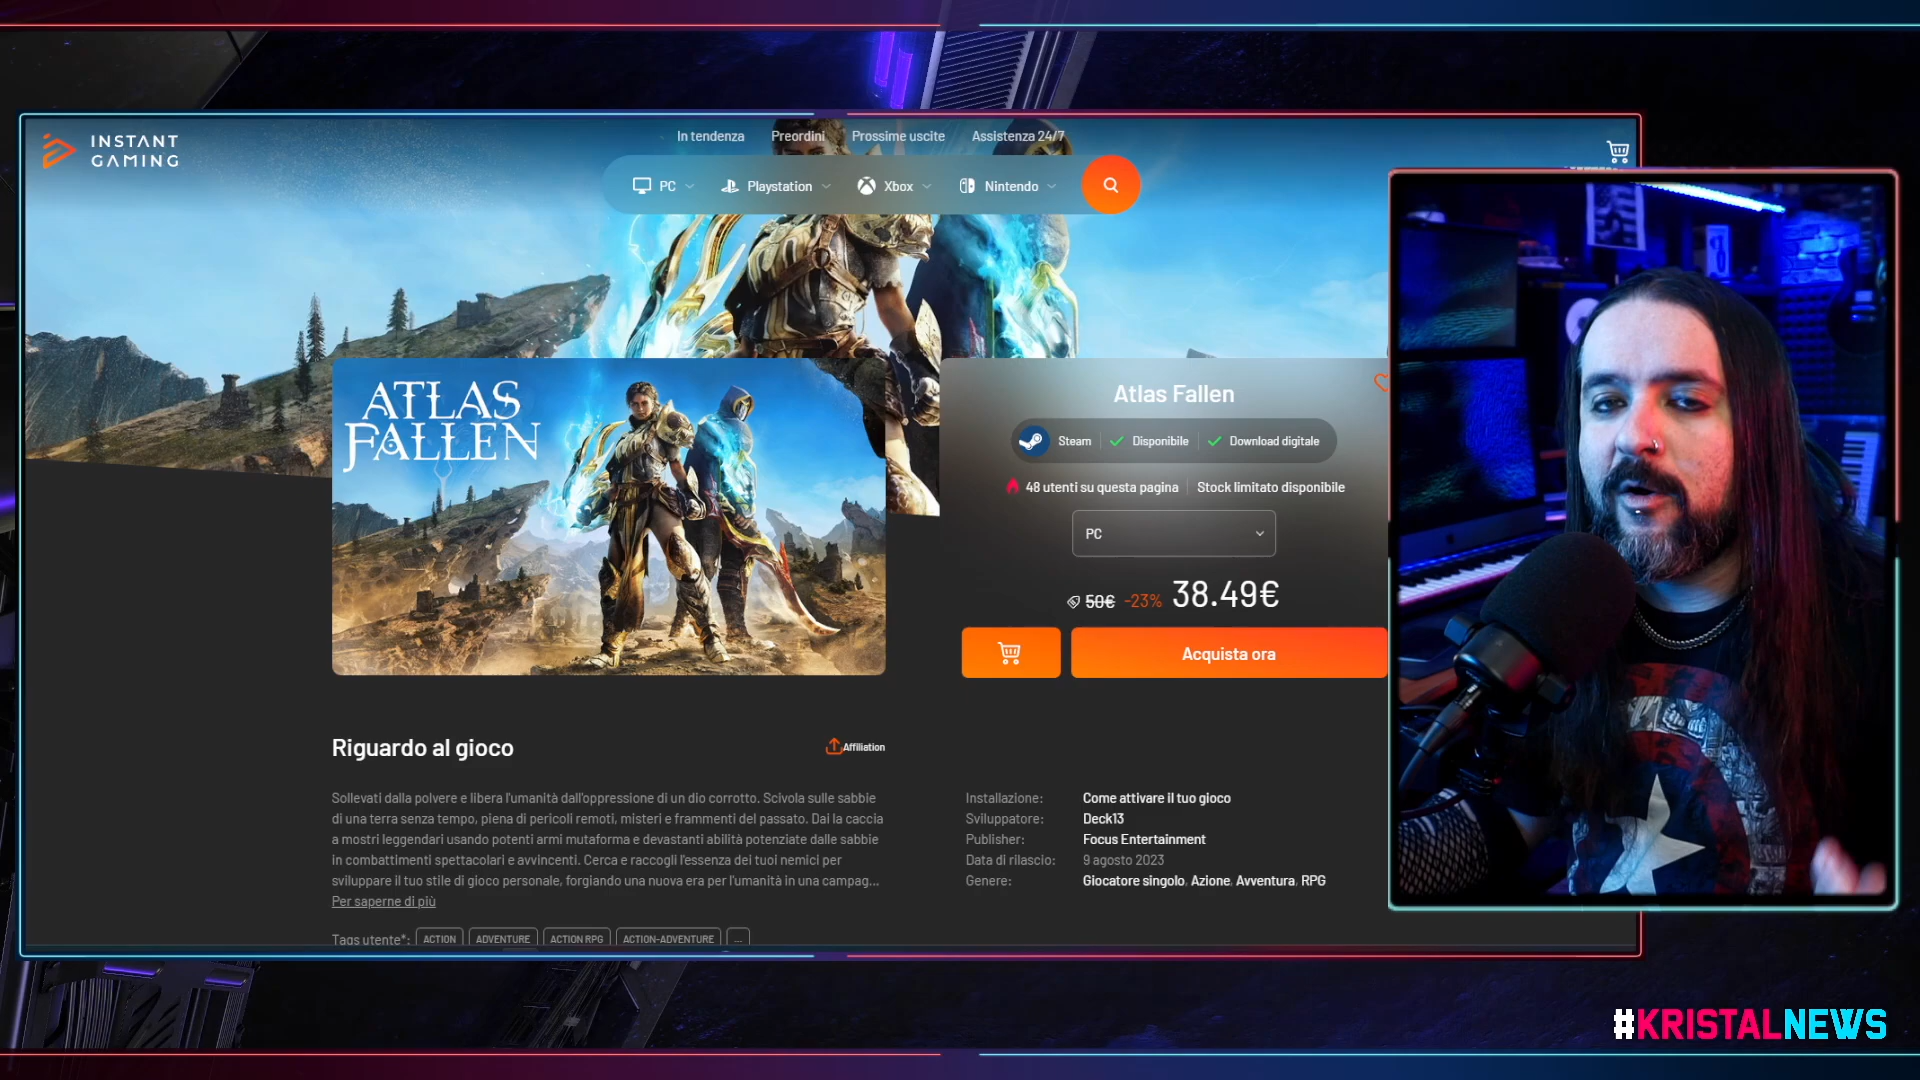 INSTANT
GAMING
In tendenza
Preordini
Prossime uscite
Assistenza 24/7
PC
Playstation
Xbox
Nintendo
ATLAS
FALLEN
Atlas Fallen
Steam
Disponibile
Download digitale
48 utenti su questa pagina
Stock limitato disponibile
PC
50€ -23% 38.49€
Acquista ora
Riguardo al gioco
Affiliation
Sollevati dalla polvere e libera l'umanità dall'oppressione di un dio corrotto. Scivola sulle sabbie
di una terra senza tempo, piena di pericoli remoti, misteri e frammenti del passato. Dai la caccia
a mostri leggendari usando potenti armi mutaforma e devastanti abilità potenziate dalle sabbie
in combattimenti spettacolari e avvincenti. Cerca e raccogli l'essenza dei tuoi nemici per
sviluppare il tuo stile di gioco personale, forgiando una nuova era per l'umanità in una campag...
Per saperne di più
Tags utente*: ACTION ADVENTURE ACTION RPG ACTION-ADVENTURE ...
Installazione: Come attivare il tuo gioco
Sviluppatore: Deck13
Publisher: Focus Entertainment
Data di rilascio: 9 agosto 2023
Genere: Giocatore singolo, Azione, Avventura, RPG
#KRISTALNEWS